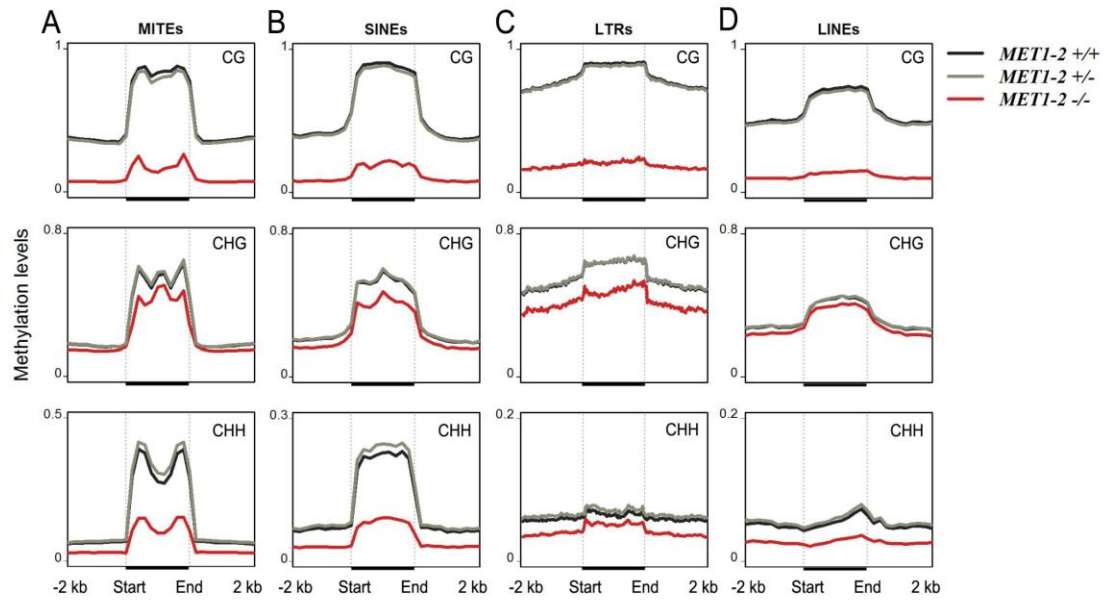 A
MITEs
B
SINEs
C
LTRs
D
LINEs
MET1-2 +/+
MET1-2 +/-
MET1-2 -/-
Methylation levels
1
CG
0
1
CG
0
1
CG
0
1
CG
0
0.8
CHG
0
0.8
CHG
0
0.8
CHG
0
0.8
CHG
0
0.5
CHH
0
0.3
CHH
0
0.2
CHH
0
0.2
CHH
0
-2 kb Start End 2 kb
-2 kb Start End 2 kb
-2 kb Start End 2 kb
-2 kb Start End 2 kb